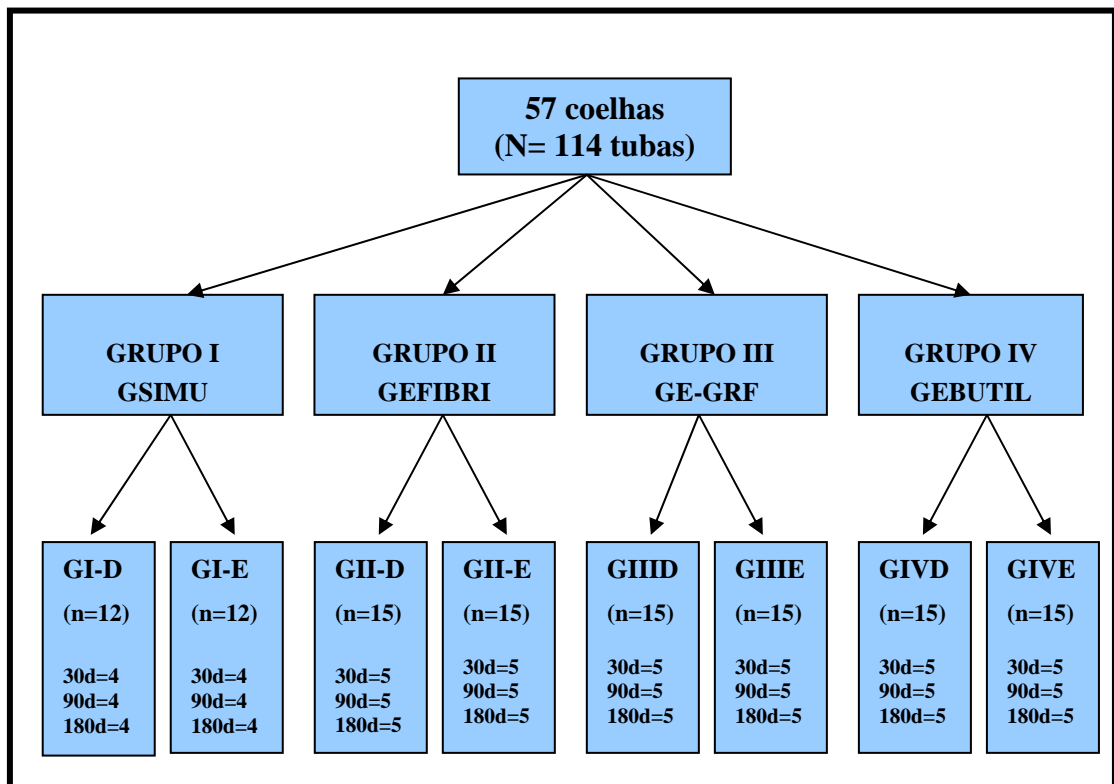 57 coelhas
(N= 114 tubas)
GRUPO I
GSIMU
GRUPO II
GEFIBRI
GRUPO III
GE-GRF
GRUPO IV
GEBUTIL
GI-D
(n=12)
30d=4
90d=4
180d=4
GI-E
(n=12)
30d=4
90d=4
180d=4
GII-D
(n=15)
30d=5
90d=5
180d=5
GII-E
(n=15)
30d=5
90d=5
180d=5
GIIID
(n=15)
30d=5
90d=5
180d=5
GIIIE
(n=15)
30d=5
90d=5
180d=5
GIVD
(n=15)
30d=5
90d=5
180d=5
GIVE
(n=15)
30d=5
90d=5
180d=5